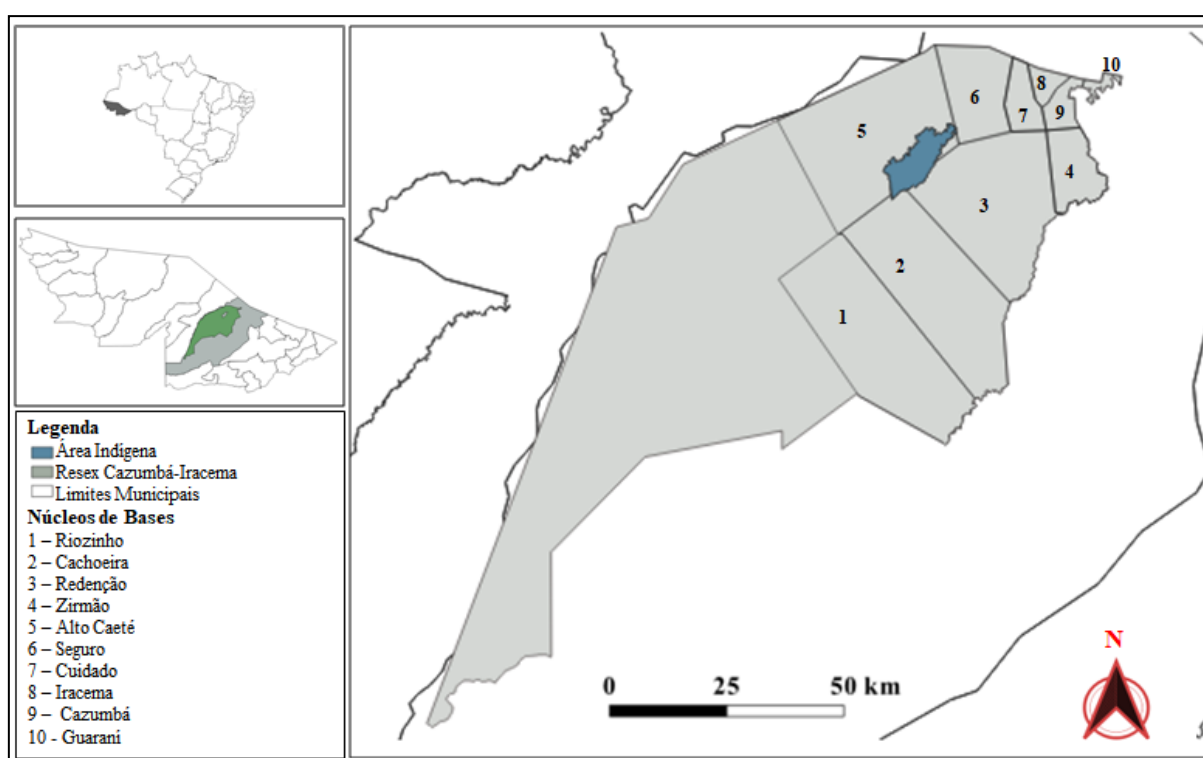 Legenda
Área Indígena
Resex Cazumbá-Iracema
Limites Municipais
Núcleos de Bases
1 – Riozinho
2 – Cachoeira
3 – Redenção
4 – Zirmão
5 – Alto Caeté
6 – Seguro
7 – Cuidado
8 – Iracema
9 – Cazumbá
10 - Guarani
10
8
6
7
9
5
4
3
2
1
N
0 25 50 km